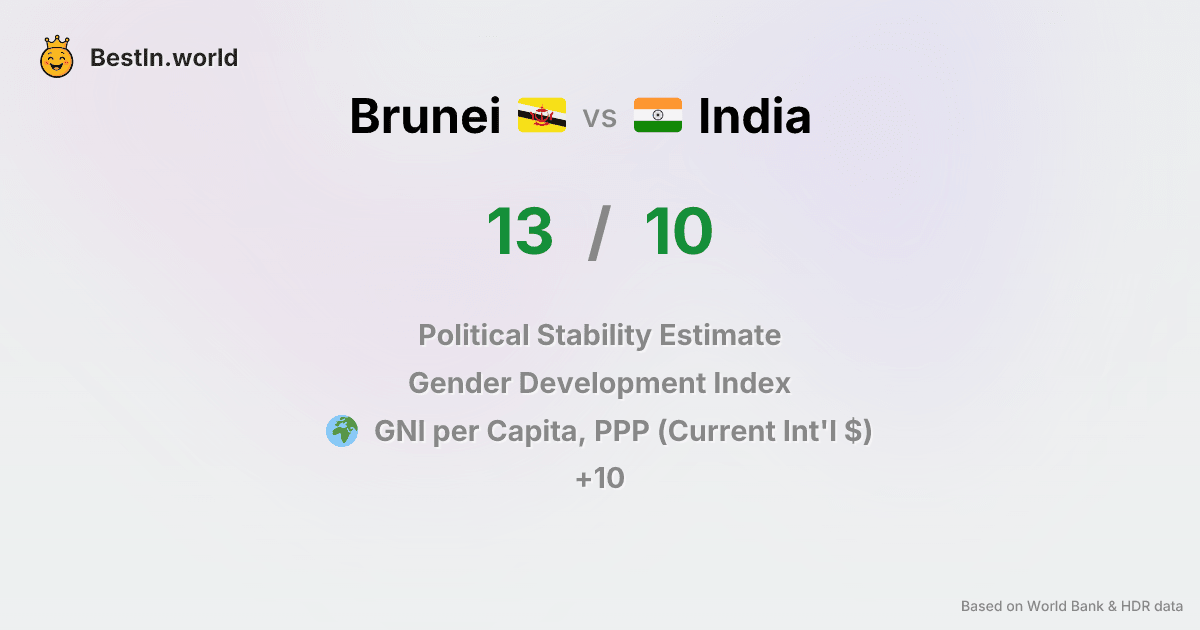 BestIn.world
Brunei vs India
13 / 10
Political Stability Estimate
Gender Development Index
GNI per Capita, PPP (Current Int'l $)
+10
Based on World Bank & HDR data